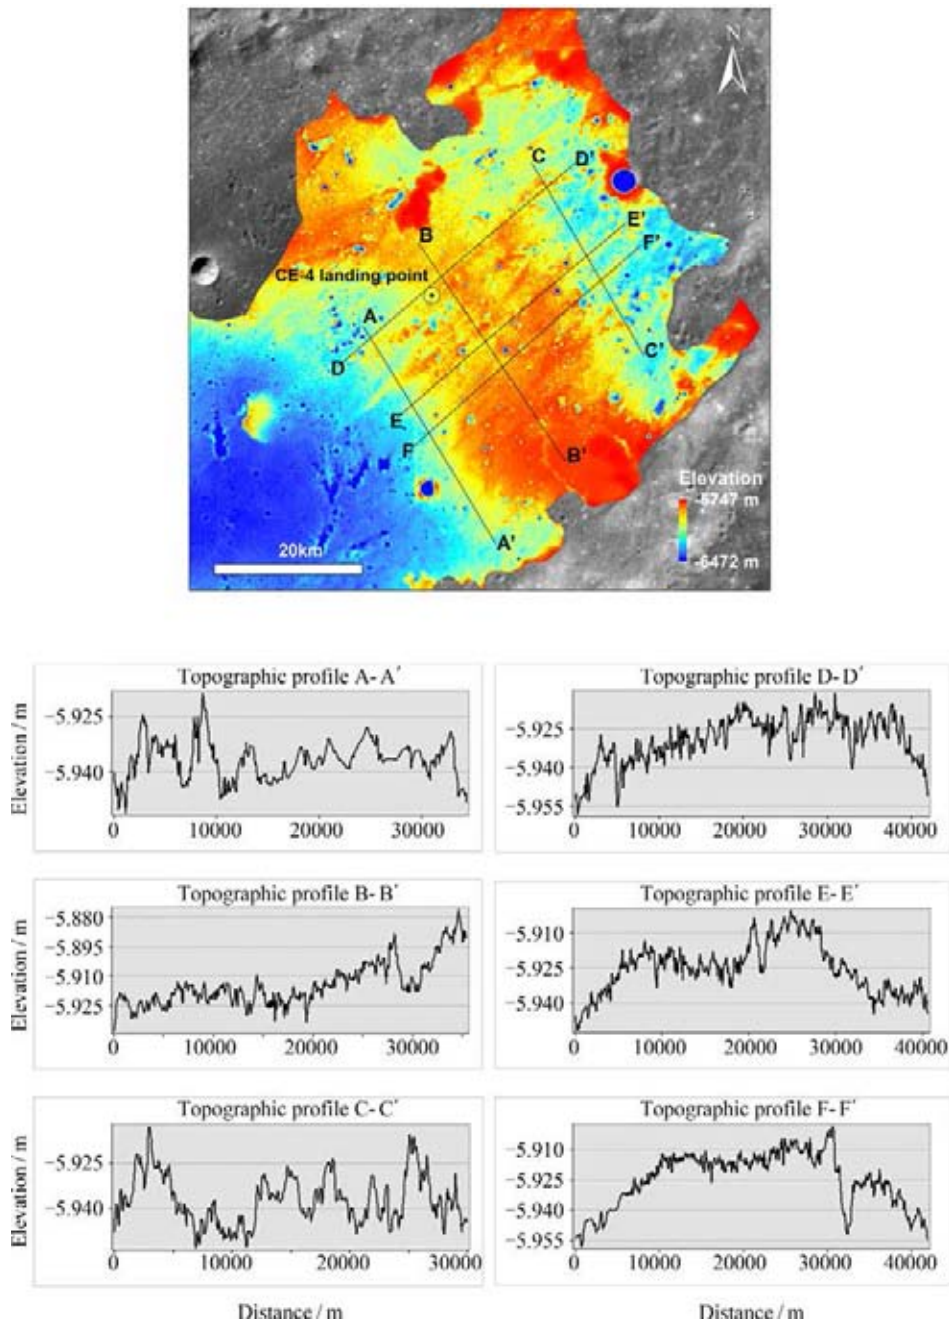 N
C
D'
B
E'
F'
CE-4 landing point
A
D
C'
E
F
B'
A'
Elevation
-5747 m
-6472 m
20km
Topographic profile A-A′
Elevation / m
−5.925
−5.940
0 10000 20000 30000
Topographic profile D-D′
−5.925
−5.940
−5.955
0 10000 20000 30000 40000
Topographic profile B-B′
Elevation / m
−5.880
−5.895
−5.910
−5.925
0 10000 20000 30000
Topographic profile E-E′
−5.910
−5.925
−5.940
0 10000 20000 30000 40000
Topographic profile C-C′
Elevation / m
−5.925
−5.940
0 10000 20000 30000
Distance / m
Topographic profile F-F′
−5.910
−5.925
−5.940
−5.955
0 10000 20000 30000 40000
Distance / m